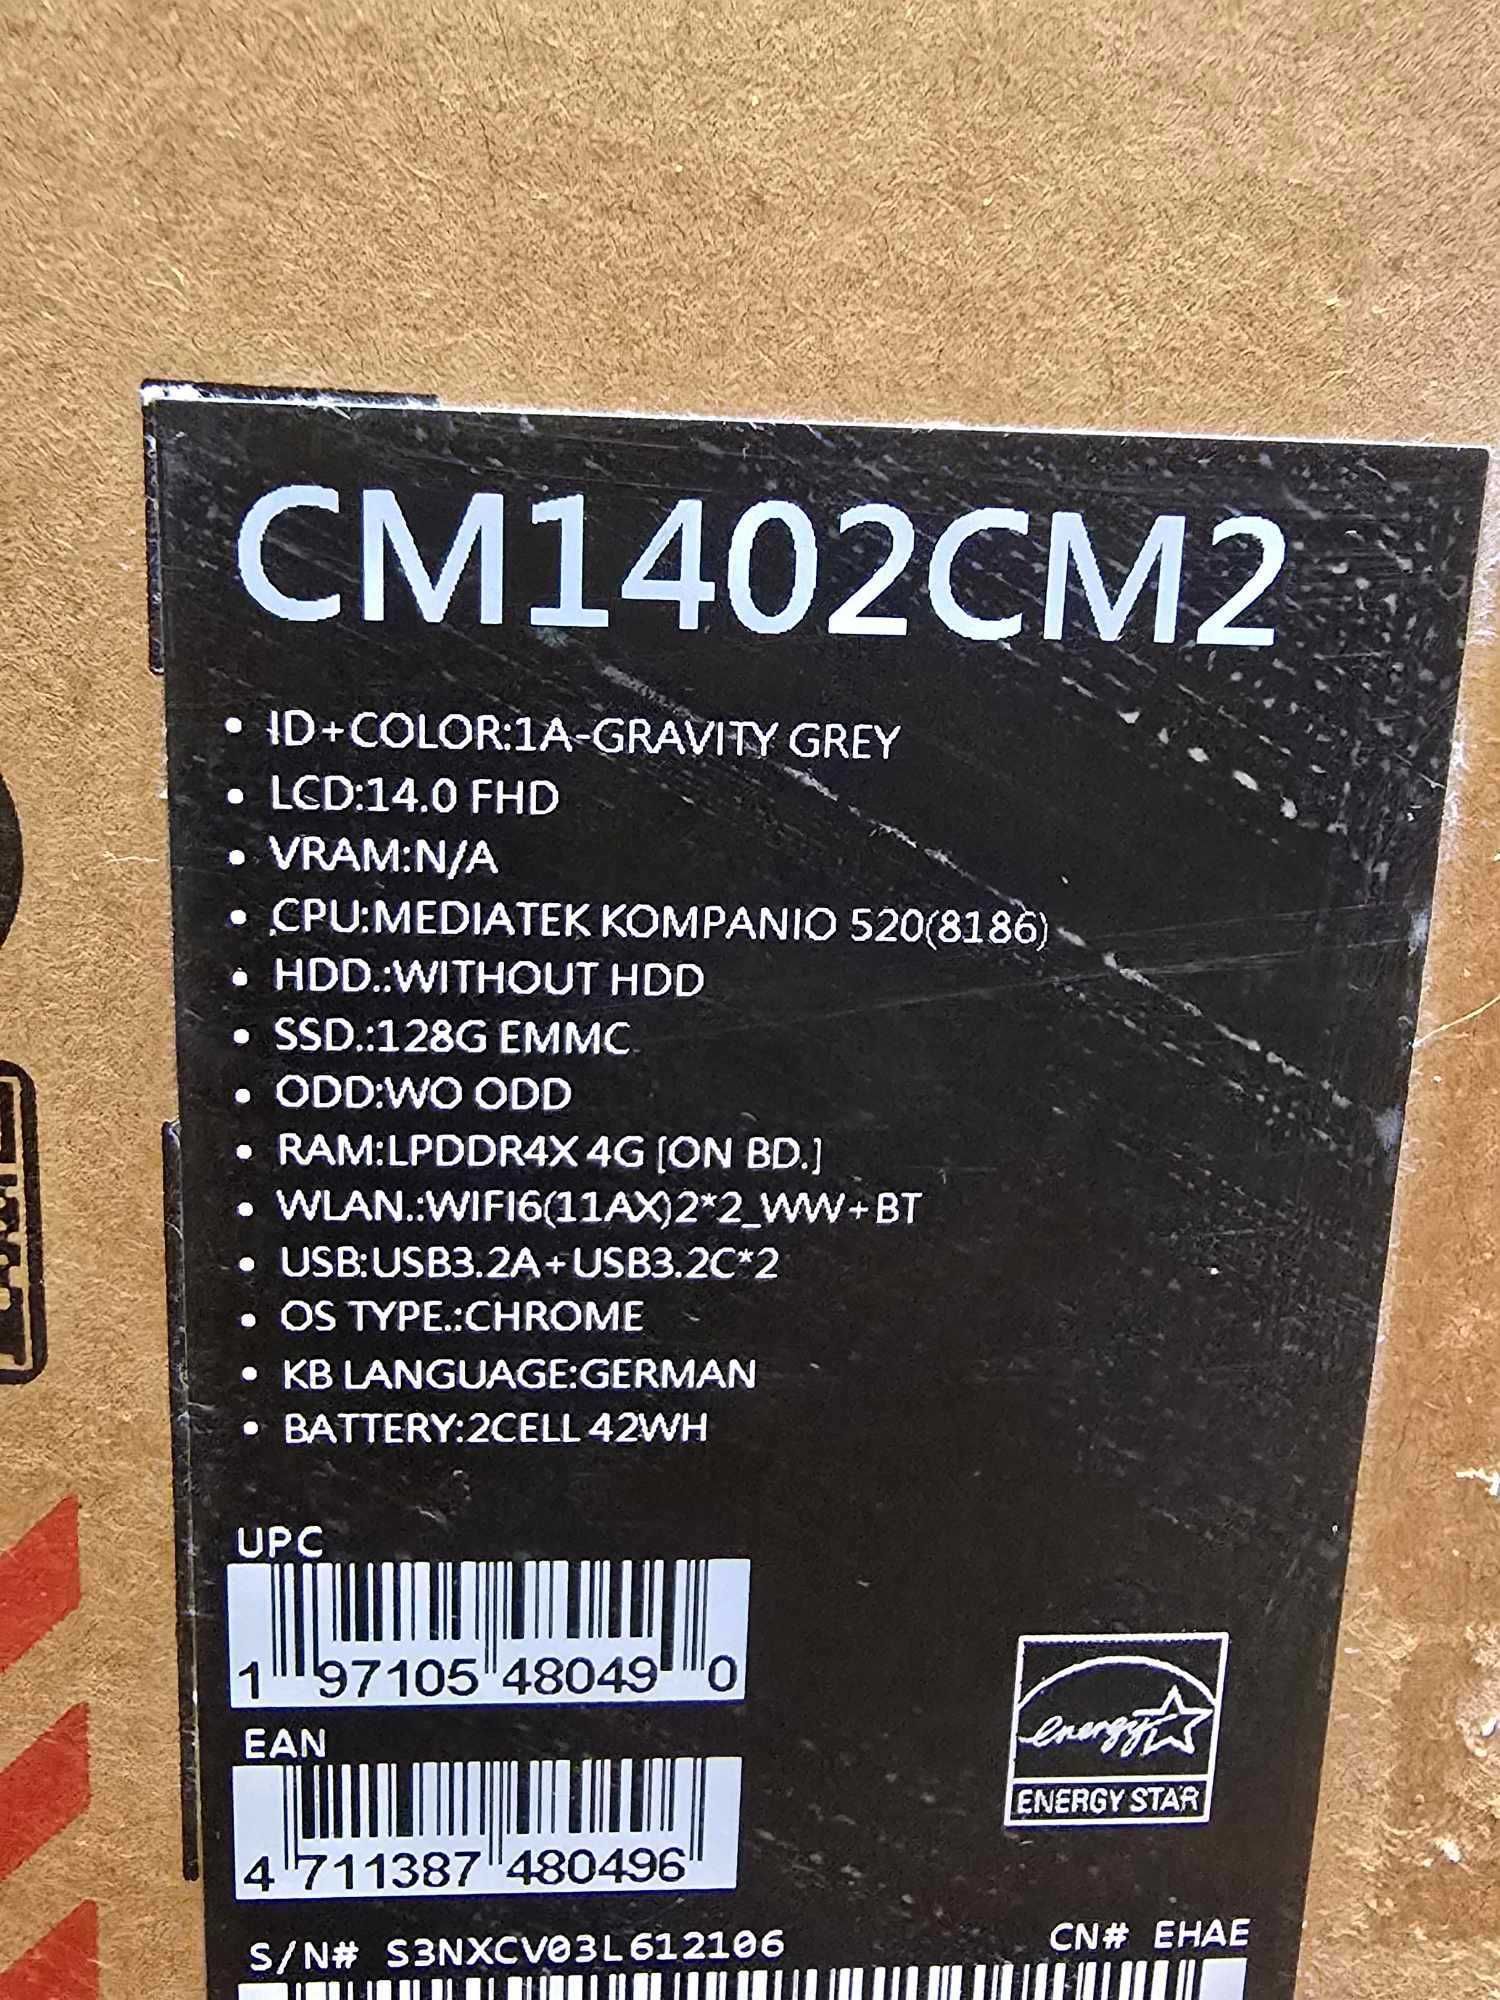 CM1402CM2
• ID+COLOR:1A-GRAVITY GREY
• LCD:14.0 FHD
• VRAM:N/A
• CPU:MEDIATEK KOMPANIO 520(8186)
• HDD.:WITHOUT HDD
• SSD.:128G EMMC
• ODD:WO ODD
• RAM:LPDDR4X 4G [ON BD.]
• WLAN.:WIFI6(11AX)2*2_WW+BT
• USB:USB3.2A+USB3.2C*2
• OS TYPE.:CHROME
• KB LANGUAGE:GERMAN
• BATTERY:2CELL 42WH
UPC
1 97105 48049 0
EAN
4 711387 480496
energy
ENERGY STAR
S/N# S3NXCV03L612106 CN# EHAE